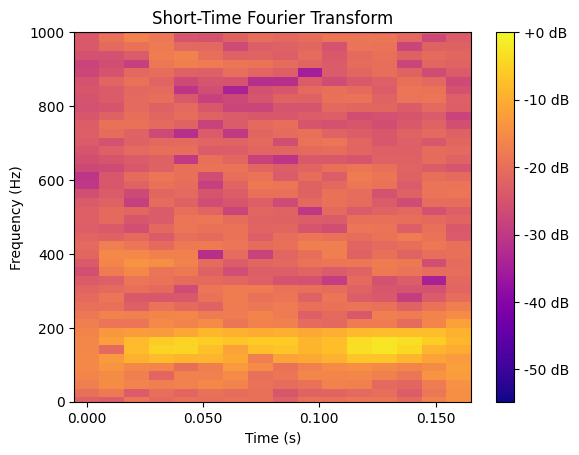 Short-Time Fourier Transform
1000
800
600
400
200
0
Frequency (Hz)
0.000
0.050
0.100
0.150
Time (s)
+0 dB
-10 dB
-20 dB
-30 dB
-40 dB
-50 dB